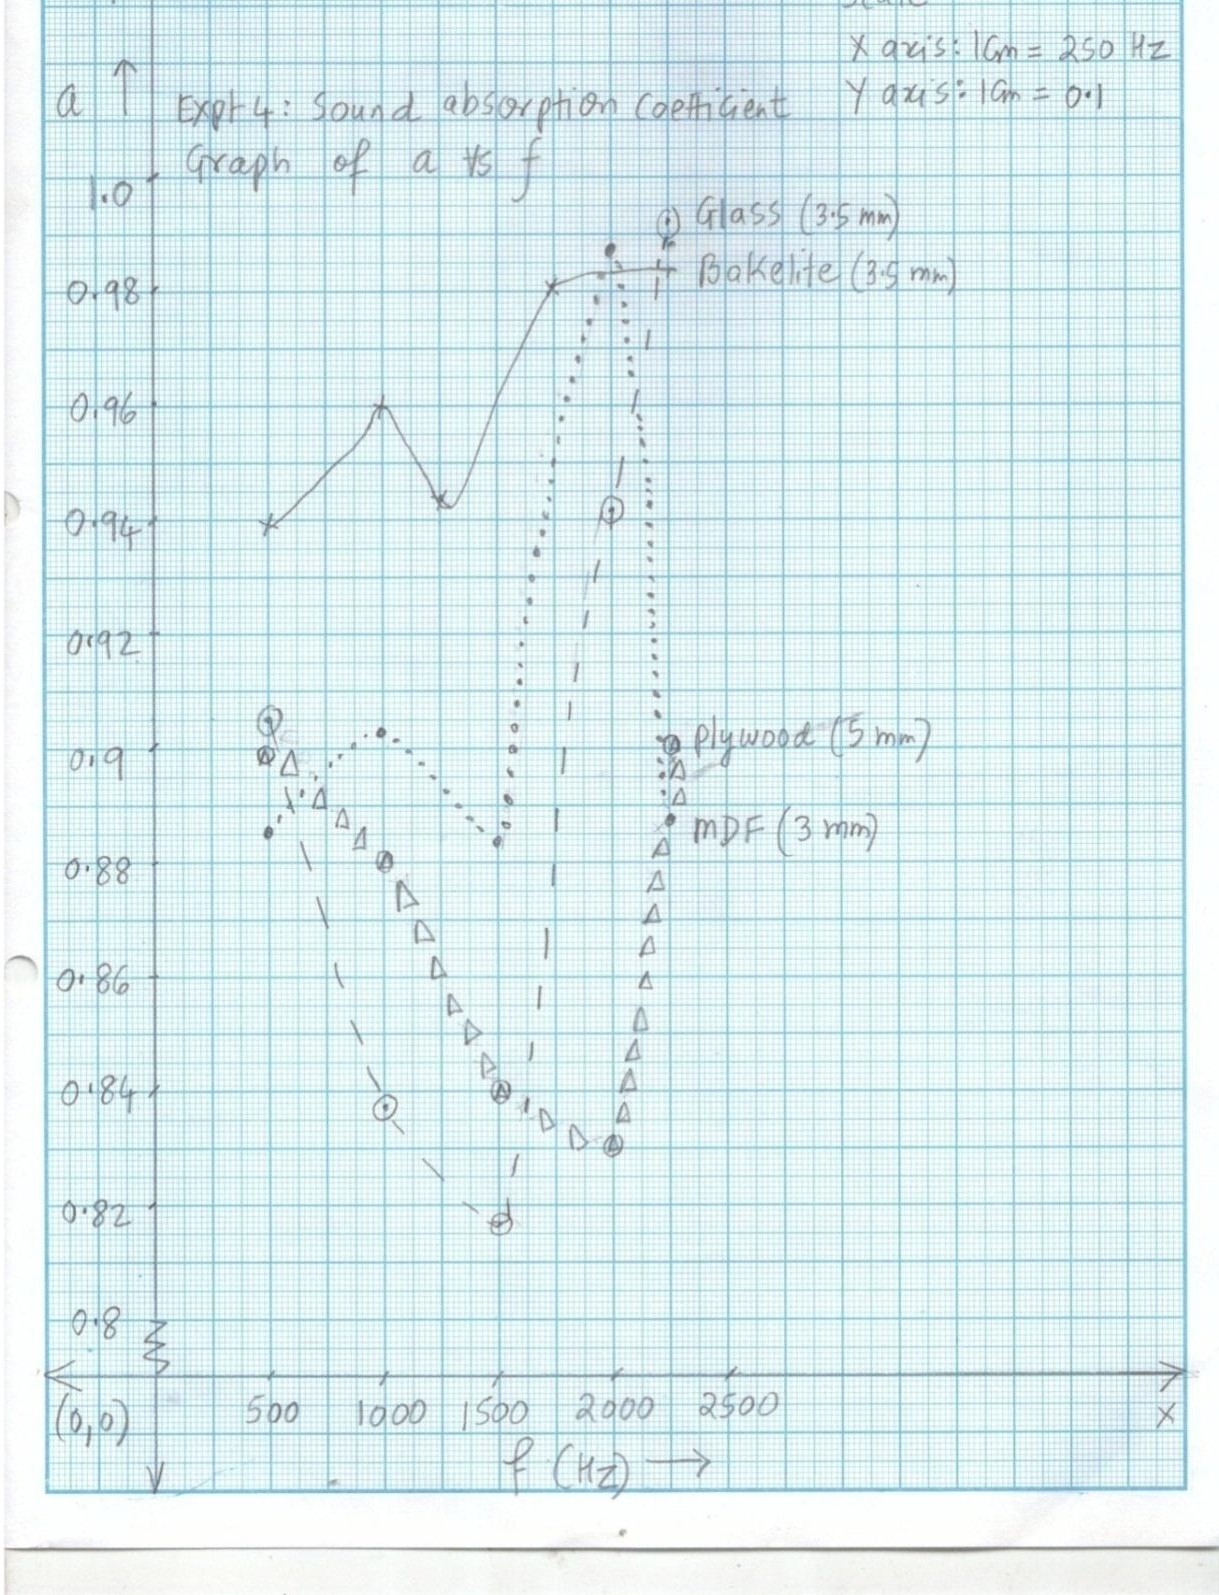 Scale
X axis: 1Cm = 250 Hz
Y axis: 1Cm = 0.1
a ↑
Expt 4: Sound absorption Coefficient
Graph of a vs f
1.0
Glass (3.5 mm)
Bakelite (3.5 mm)
0.98
0.96
0.94
0.92
0.9
plywood (5 mm)
MDF (3 mm)
0.88
0.86
0.84
0.82
0.8
(0,0)
500 1000 1500 2000 2500
X
f (Hz) →